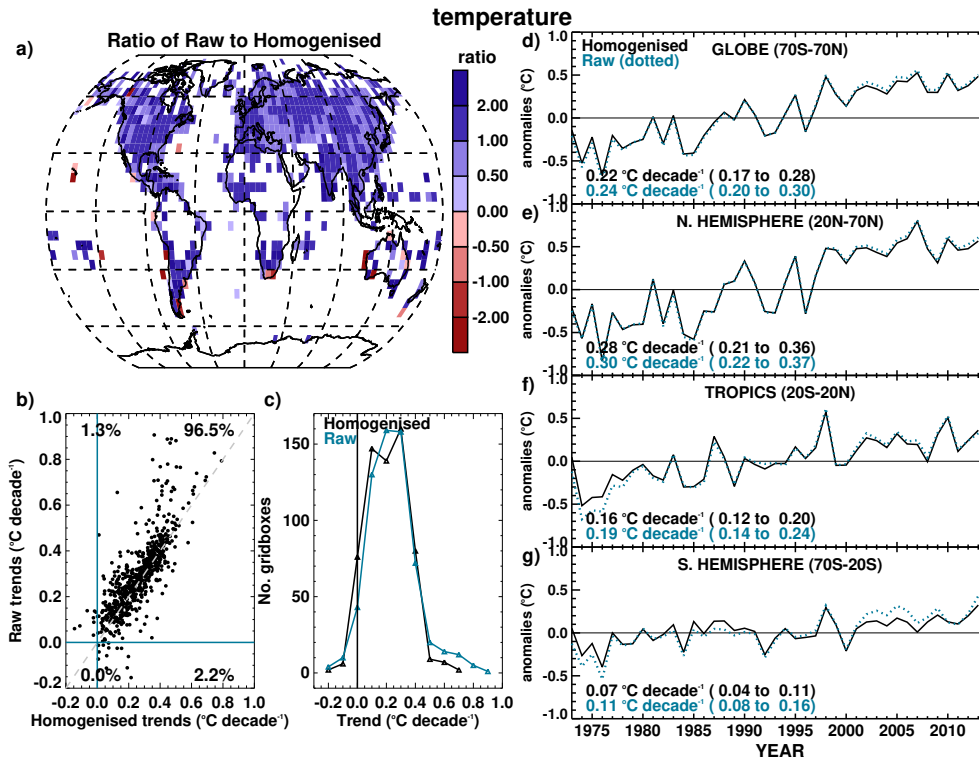 temperature
a)
Ratio of Raw to Homogenised
ratio
2.00
1.00
0.50
0.00
-0.50
-1.00
-2.00
b)
1.3%
96.5%
0.0%
2.2%
1.0
0.8
0.6
0.4
0.2
0.0
-0.2
Raw trends (°C decade⁻¹)
-0.2 0.0 0.2 0.4 0.6 0.8 1.0
Homogenised trends (°C decade⁻¹)
c)
Homogenised
Raw
150
100
50
0
No. gridboxes
-0.2 0.0 0.2 0.4 0.6 0.8 1.0
Trend (°C decade⁻¹)
d)
Homogenised
Raw (dotted)
GLOBE (70S-70N)
anomalies (°C)
0.5
0.0
-0.5
-1.0
0.22 °C decade⁻¹ ( 0.17 to 0.28)
0.24 °C decade⁻¹ ( 0.20 to 0.30)
e)
N. HEMISPHERE (20N-70N)
anomalies (°C)
0.5
0.0
-0.5
-1.0
0.28 °C decade⁻¹ ( 0.21 to 0.36)
0.30 °C decade⁻¹ ( 0.22 to 0.37)
f)
TROPICS (20S-20N)
anomalies (°C)
0.5
0.0
-0.5
-1.0
0.16 °C decade⁻¹ ( 0.12 to 0.20)
0.19 °C decade⁻¹ ( 0.14 to 0.24)
g)
S. HEMISPHERE (70S-20S)
anomalies (°C)
0.5
0.0
-0.5
-1.0
0.07 °C decade⁻¹ ( 0.04 to 0.11)
0.11 °C decade⁻¹ ( 0.08 to 0.16)
1975 1980 1985 1990 1995 2000 2005 2010
YEAR